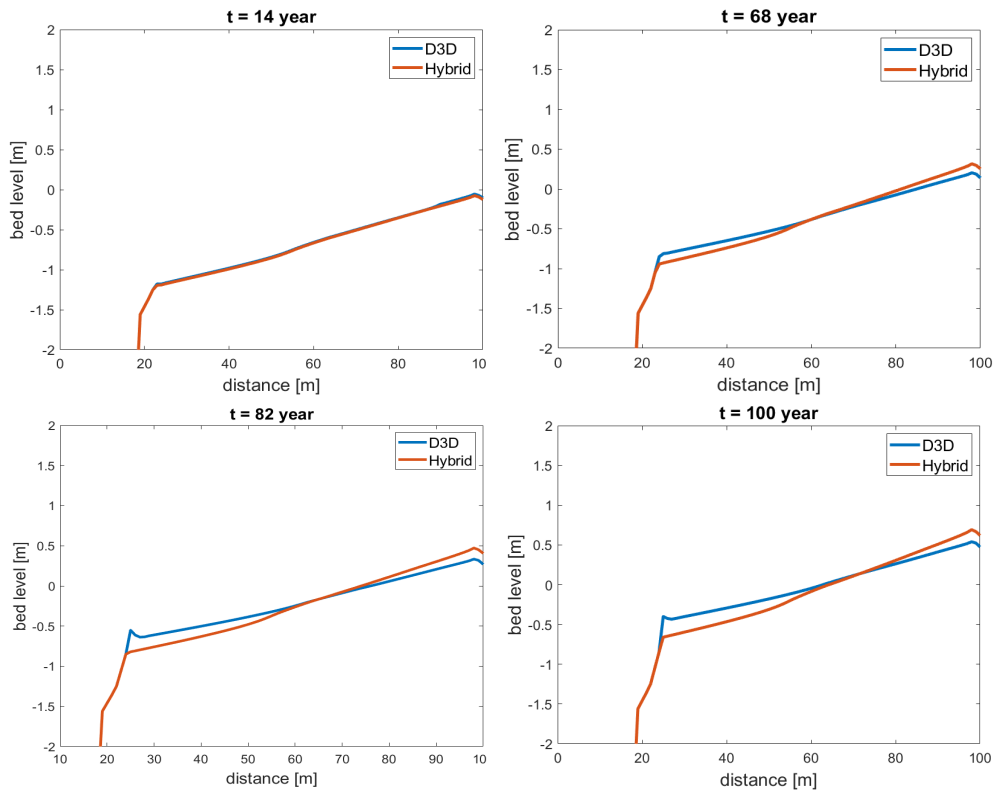 t = 14 year
2
1.5
1
0.5
0
-0.5
-1
-1.5
-2
bed level [m]
D3D
Hybrid
0 20 40 60 80 10
distance [m]
t = 68 year
2
1.5
1
0.5
0
-0.5
-1
-1.5
-2
bed level [m]
D3D
Hybrid
0 20 40 60 80 100
distance [m]
t = 82 year
2
1.5
1
0.5
0
-0.5
-1
-1.5
-2
bed level [m]
D3D
Hybrid
10 20 30 40 50 60 70 80 90 10
distance [m]
t = 100 year
2
1.5
1
0.5
0
-0.5
-1
-1.5
-2
bed level [m]
D3D
Hybrid
0 20 40 60 80 100
distance [m]